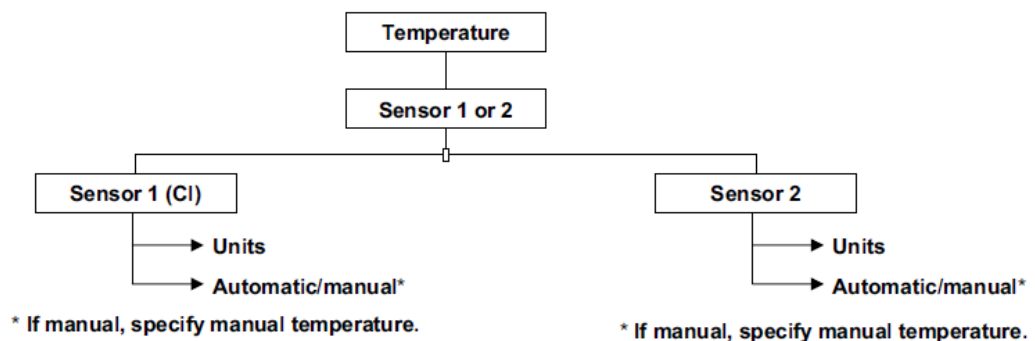 Temperature
Sensor 1 or 2
Sensor 1 (Cl)
Sensor 2
Units
Units
Automatic/manual*
Automatic/manual*
* If manual, specify manual temperature.
* If manual, specify manual temperature.